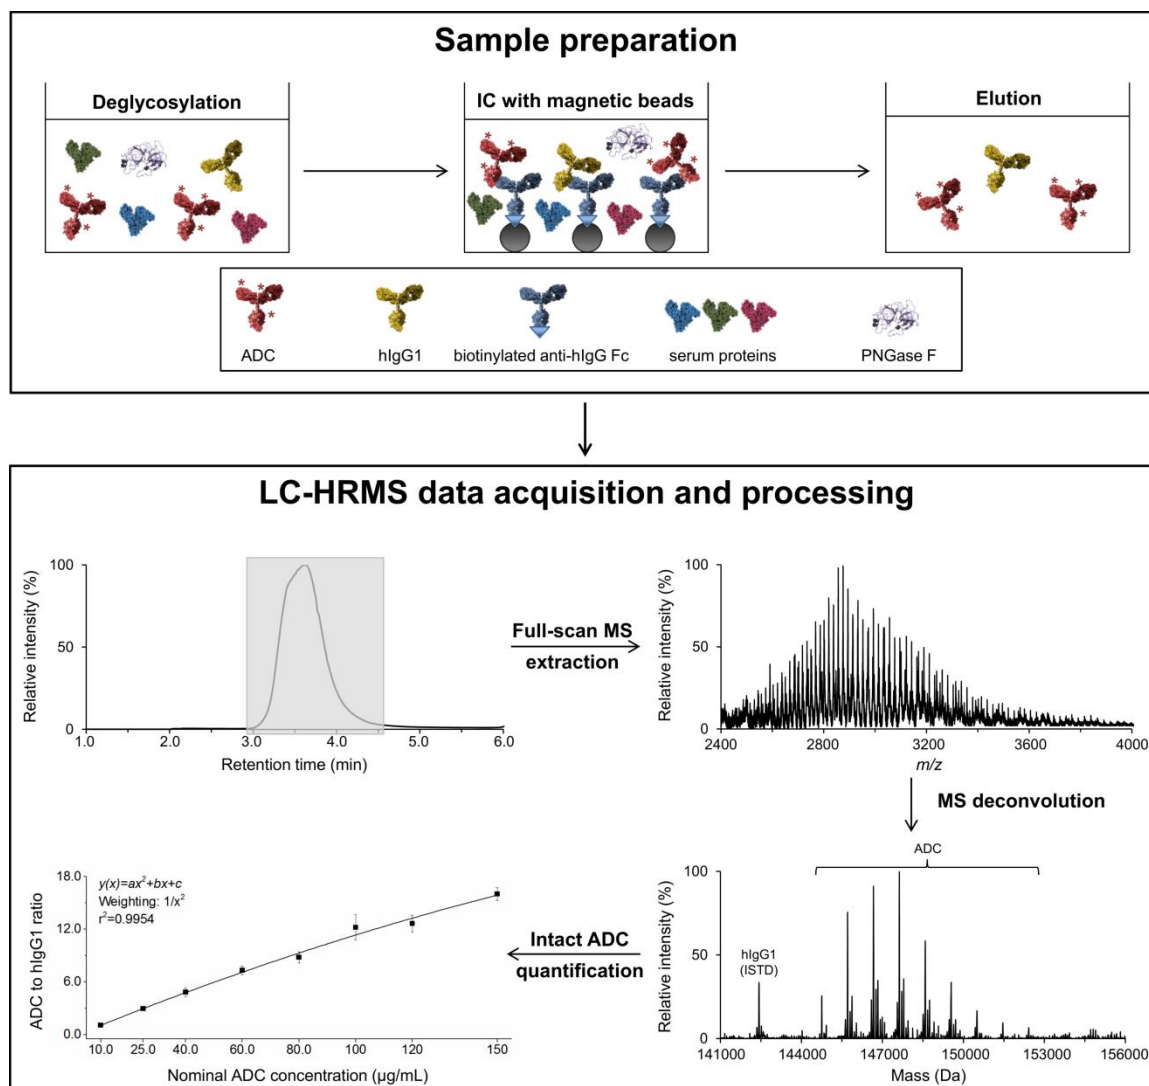 Sample preparation
Deglycosylation
IC with magnetic beads
Elution
ADC
hIgG1
biotinylated anti-hIgG Fc
serum proteins
PNGase F
LC-HRMS data acquisition and processing
Relative intensity (%)
100
50
0
1.0 2.0 3.0 4.0 5.0 6.0
Retention time (min)
Full-scan MS
extraction
Relative intensity (%)
100
50
0
2400 2800 3200 3600 4000
m/z
MS deconvolution
ADC to hIgG1 ratio
18.0
12.0
6.0
0.0
y(x)=ax²+bx+c
Weighting: 1/x²
r²=0.9954
10.0 25.0 40.0 60.0 80.0 100 120 150
Nominal ADC concentration (µg/mL)
Intact ADC
quantification
ADC
Relative intensity (%)
100
50
0
hIgG1
(ISTD)
141000 144000 147000 150000 153000 156000
Mass (Da)